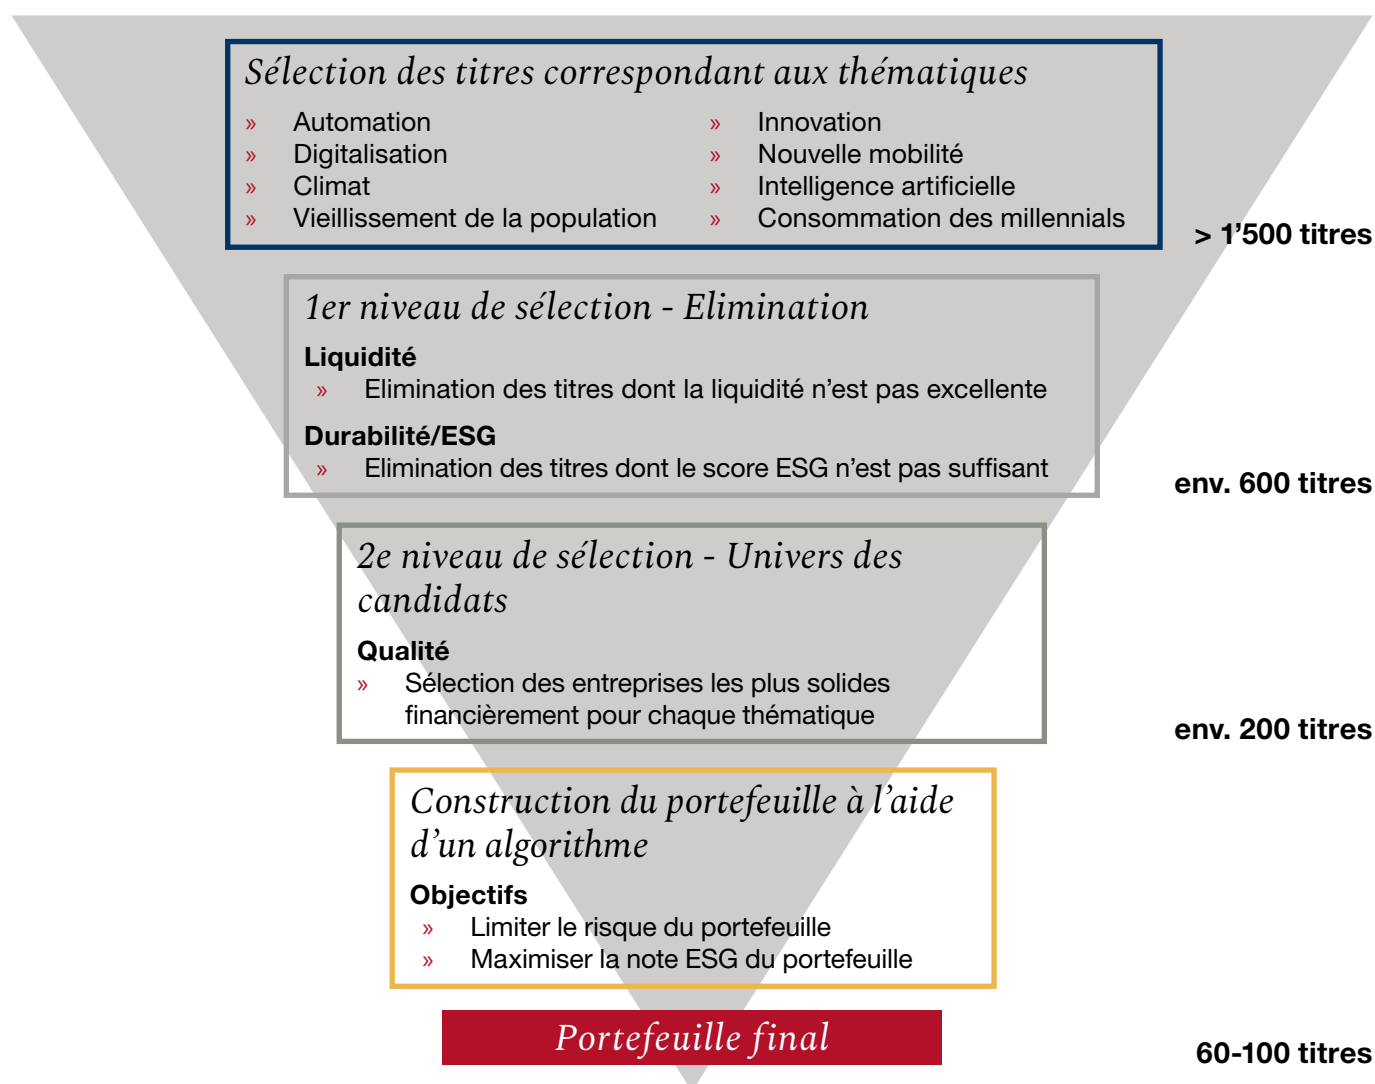 Sélection des titres correspondant aux thématiques
» Automation
» Digitalisation
» Climat
» Vieillissement de la population
» Innovation
» Nouvelle mobilité
» Intelligence artificielle
» Consommation des millennials
> 1’500 titres
1er niveau de sélection - Elimination
Liquidité
» Elimination des titres dont la liquidité n’est pas excellente
Durabilité/ESG
» Elimination des titres dont le score ESG n’est pas suffisant
env. 600 titres
2e niveau de sélection - Univers des
candidats
Qualité
» Sélection des entreprises les plus solides
financièrement pour chaque thématique
env. 200 titres
Construction du portefeuille à l’aide
d’un algorithme
Objectifs
» Limiter le risque du portefeuille
» Maximiser la note ESG du portefeuille
Portefeuille final
60-100 titres